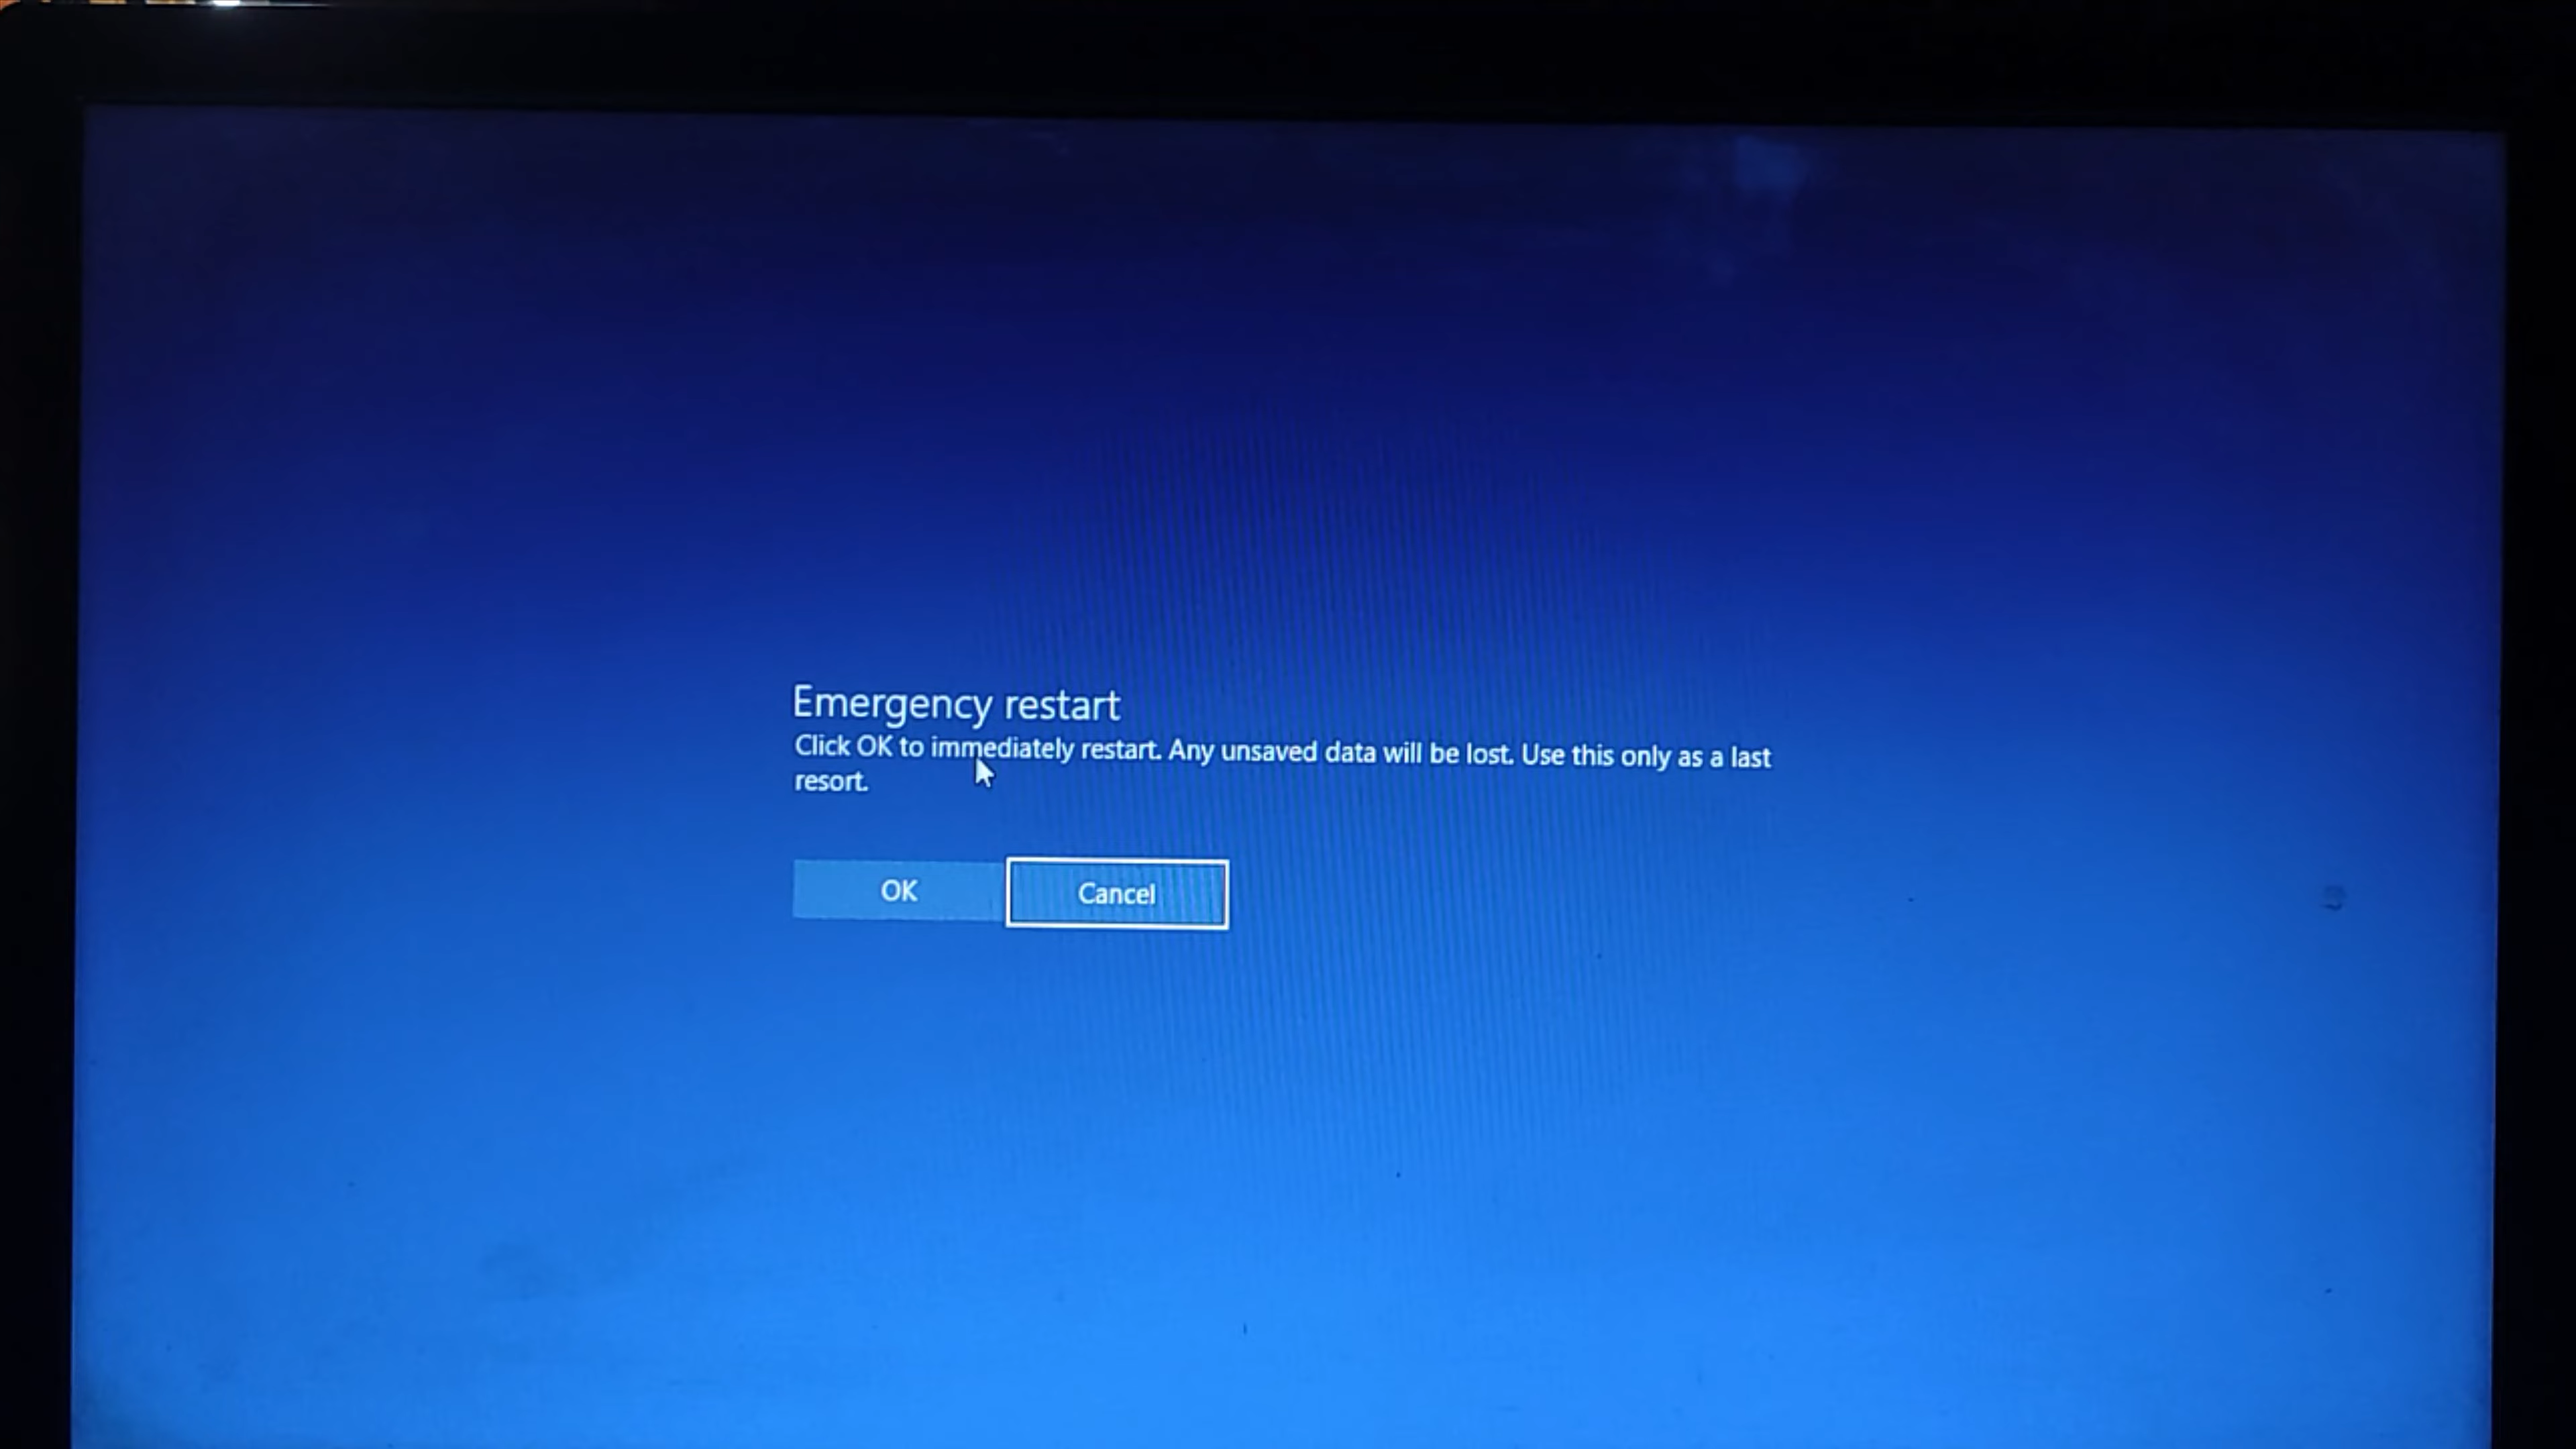 Emergency restart
Click OK to immediately restart. Any unsaved data will be lost. Use this only as a last
resort.
OK
Cancel